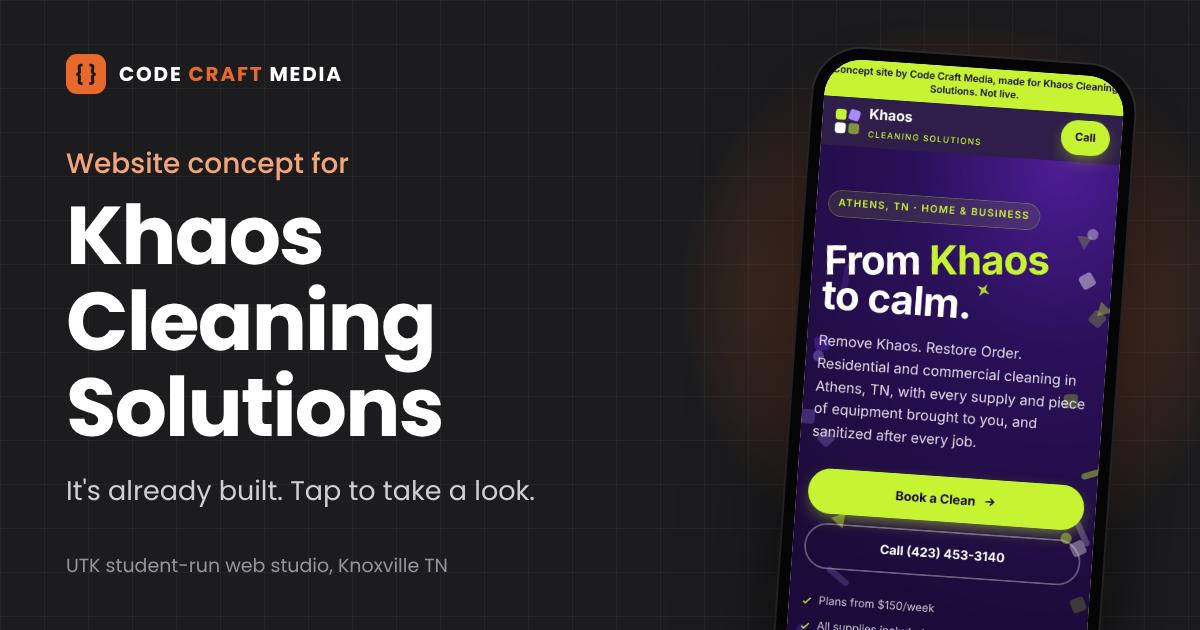 { }
CODE CRAFT MEDIA
Website concept for
Khaos
Cleaning
Solutions
It's already built. Tap to take a look.
UTK student-run web studio, Knoxville TN
Concept site by Code Craft Media, made for Khaos Cleaning
Solutions. Not live.
Khaos
CLEANING SOLUTIONS
Call
ATHENS, TN · HOME & BUSINESS
From Khaos
to calm.
Remove Khaos. Restore Order.
Residential and commercial cleaning in
Athens, TN, with every supply and piece
of equipment brought to you, and
sanitized after every job.
Book a Clean →
Call (423) 453-3140
Plans from $150/week
All supplies